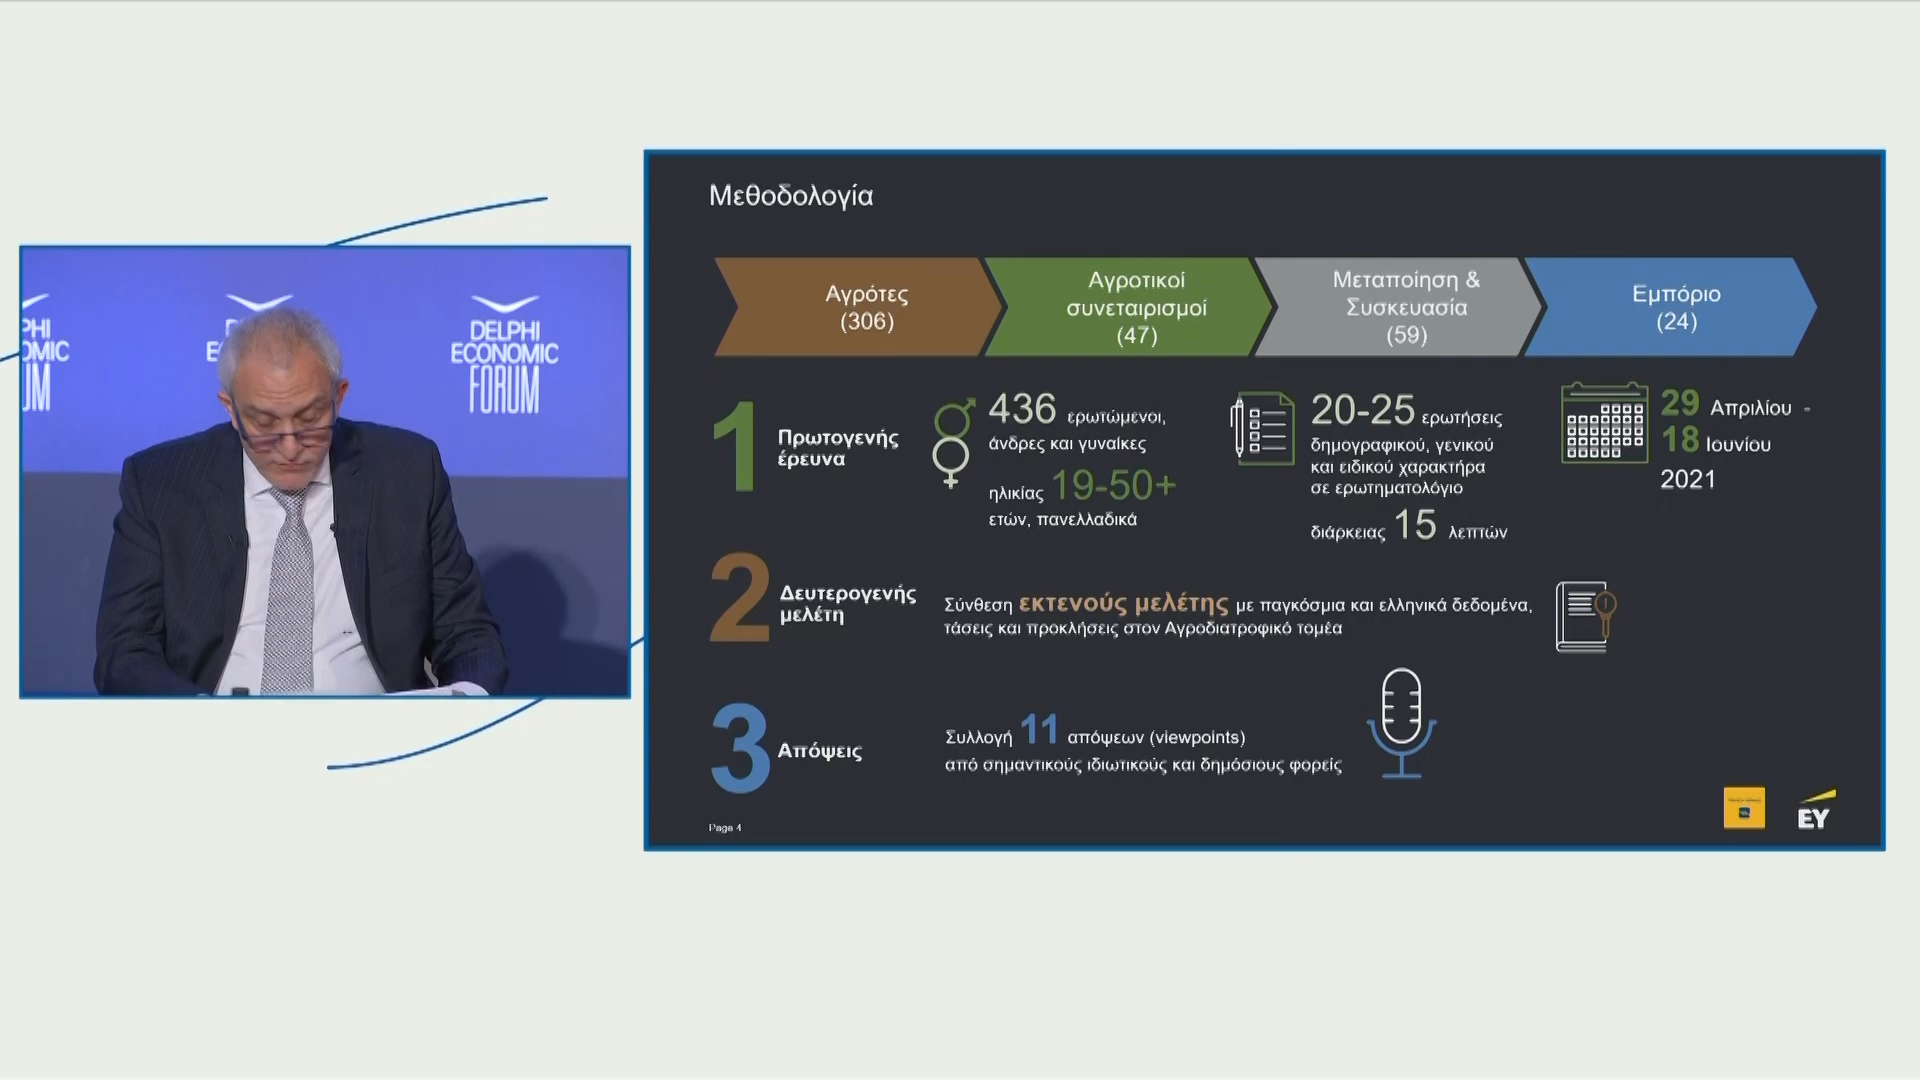 PHI
OMIC
UM
DELPHI
ECONOMIC
FORUM
Μεθοδολογία
Αγρότες
(306)
Αγροτικοί
συνεταιρισμοί
(47)
Μεταποίηση &
Συσκευασία
(59)
Εμπόριο
(24)
1
Πρωτογενής
έρευνα
436 ερωτώμενοι,
άνδρες και γυναίκες
ηλικίας 19-50+
ετών, πανελλαδικά
20-25 ερωτήσεις
δημογραφικού, γενικού
και ειδικού χαρακτήρα
σε ερωτηματολόγιο
διάρκειας 15 λεπτών
29 Απριλίου -
18 Ιουνίου
2021
2
Δευτερογενής
μελέτη
Σύνθεση εκτενούς μελέτης με παγκόσμια και ελληνικά δεδομένα,
τάσεις και προκλήσεις στον Αγροδιατροφικό τομέα
3
Απόψεις
Συλλογή 11 απόψεων (viewpoints)
από σημαντικούς ιδιωτικούς και δημόσιους φορείς
Page 4
EY